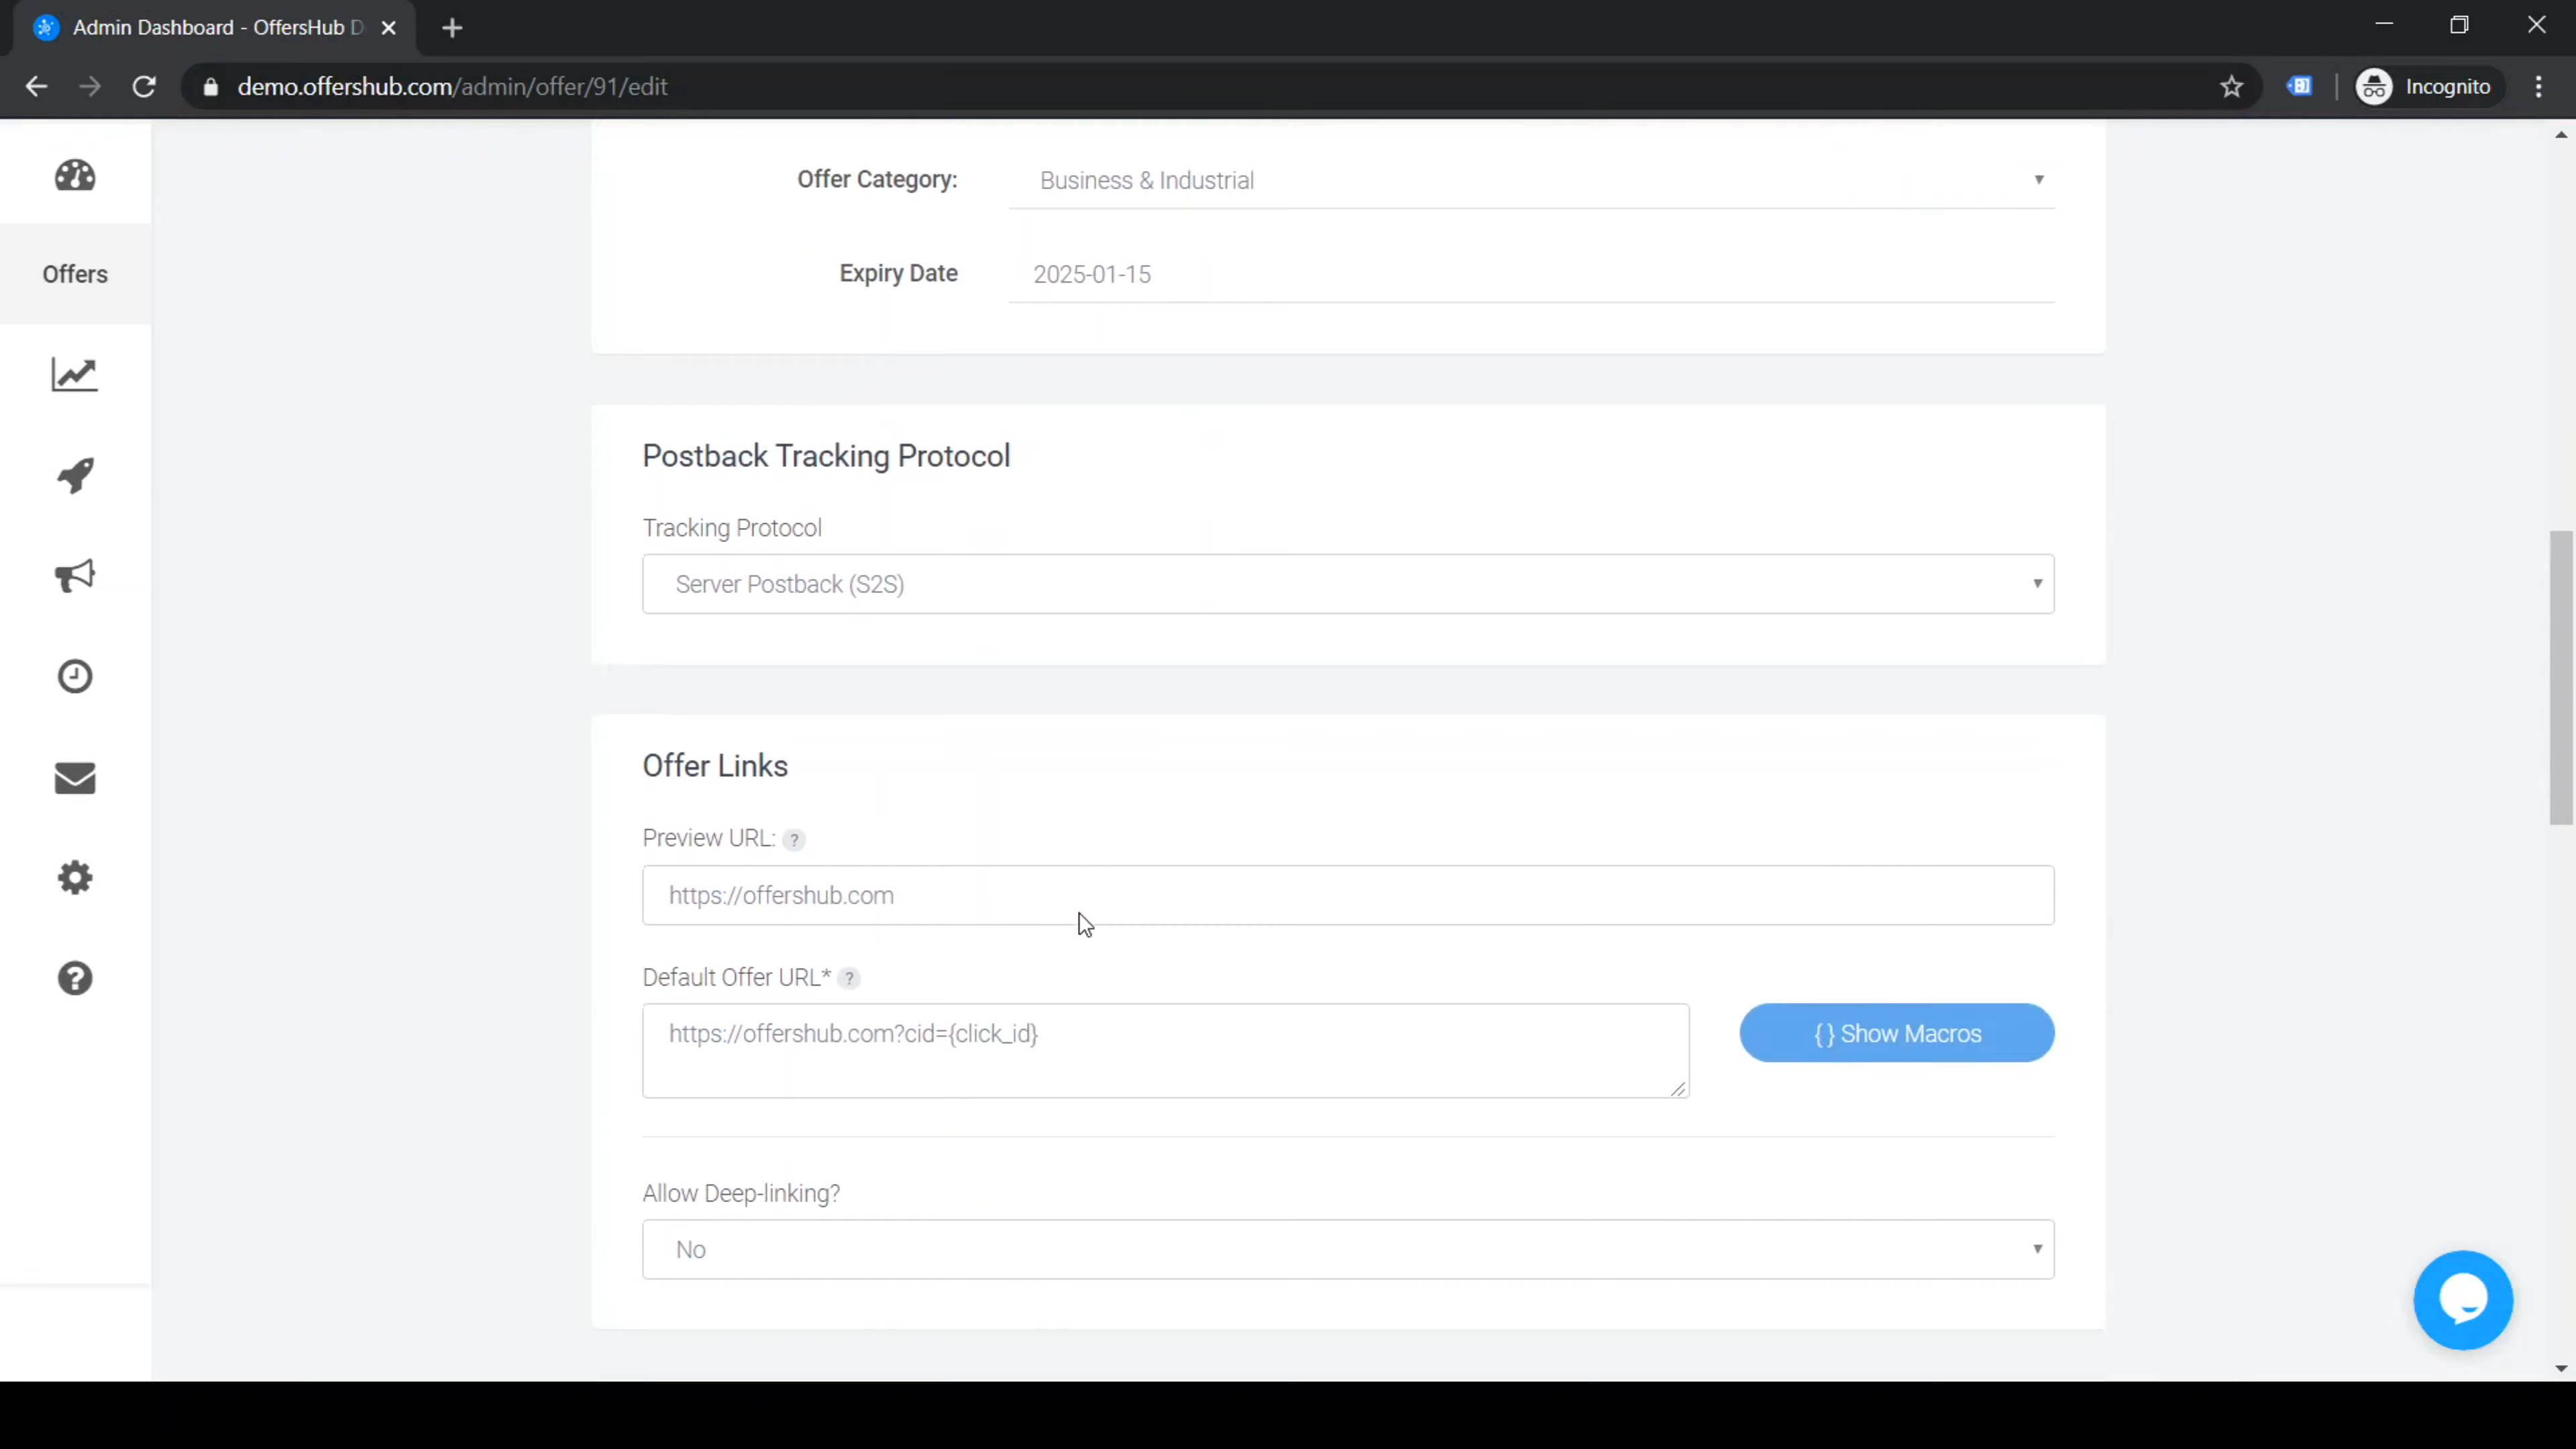 Admin Dashboard - OffersHub D
demo.offershub.com/admin/offer/91/edit
Incognito
Offer Category:
Business & Industrial
Offers
Expiry Date
2025-01-15
Postback Tracking Protocol
Tracking Protocol
Server Postback (S2S)
Offer Links
Preview URL: ?
https://offershub.com
Default Offer URL* ?
https://offershub.com?cid={click_id}
{ } Show Macros
Allow Deep-linking?
No